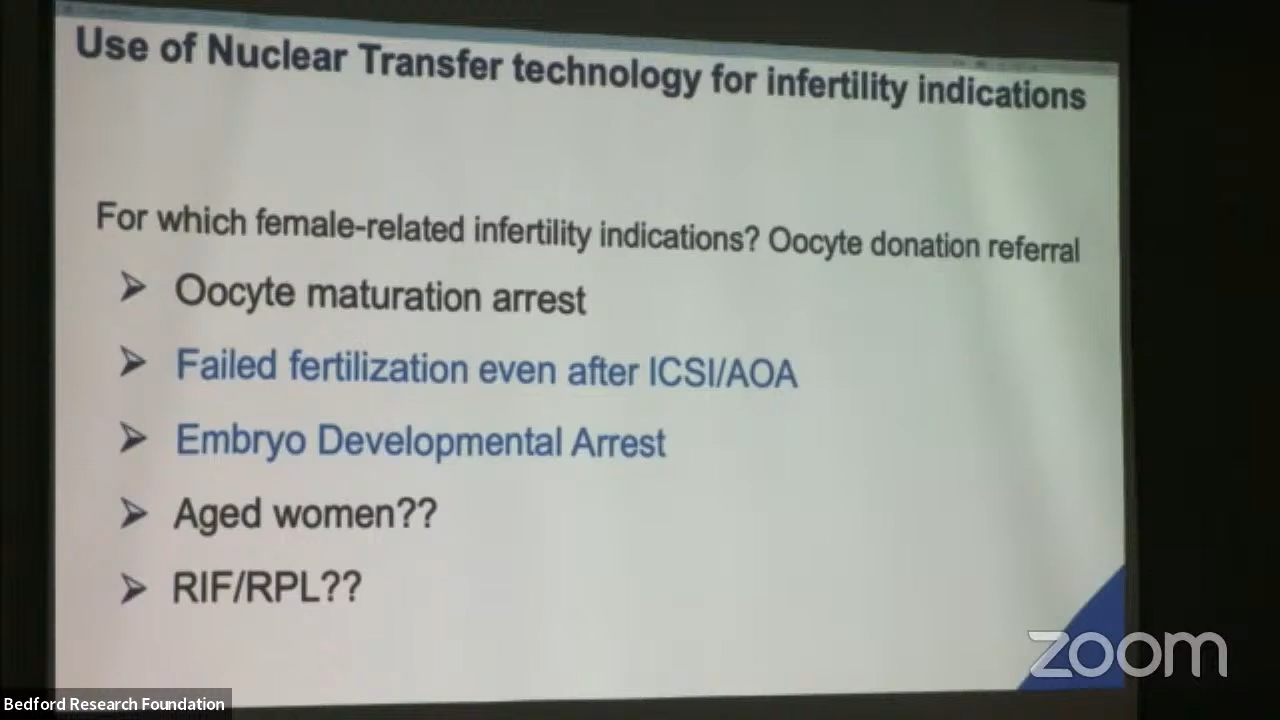 Use of Nuclear Transfer technology for infertility indications
For which female-related infertility indications? Oocyte donation referral
➢ Oocyte maturation arrest
➢ Failed fertilization even after ICSI/AOA
➢ Embryo Developmental Arrest
➢ Aged women??
➢ RIF/RPL??
zoom
Bedford Research Foundation